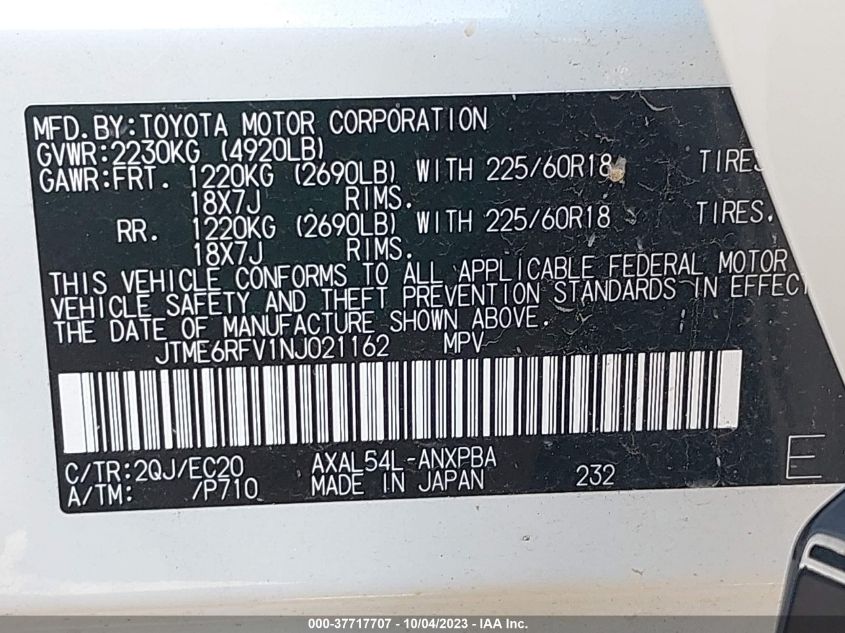 MFD.BY:TOYOTA MOTOR CORPORATION
GVWR:2230KG (4920LB)
GAWR:FRT. 1220KG (2690LB) WITH 225/60R18 TIRES
18X7J RIMS.
RR. 1220KG (2690LB) WITH 225/60R18 TIRES.
18X7J RIMS.
THIS VEHICLE CONFORMS TO ALL APPLICABLE FEDERAL MOTOR
VEHICLE SAFETY AND THEFT PREVENTION STANDARDS IN EFFECT
THE DATE OF MANUFACTURE SHOWN ABOVE.
JTME6RFV1NJ021162 MPV
C/TR:2QJ/EC20 AXAL54L-ANXPBA
A/TM: /P710 MADE IN JAPAN 232 E
000-37717707 - 10/04/2023 - IAA Inc.